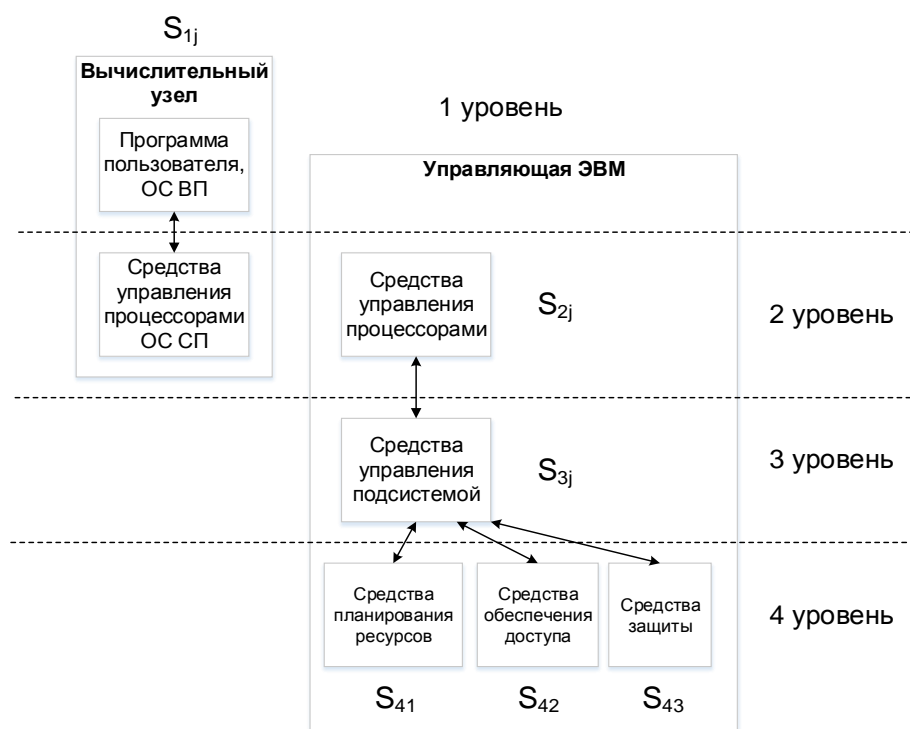 S1j
Вычислительный
узел
Программа
пользователя,
ОС ВП
1 уровень
Управляющая ЭВМ
Средства
управления
процессорами
ОС СП
Средства
управления
процессорами
S2j
2 уровень
Средства
управления
подсистемой
S3j
3 уровень
Средства
планирования
ресурсов
Средства
обеспечения
доступа
Средства
защиты
4 уровень
S41
S42
S43